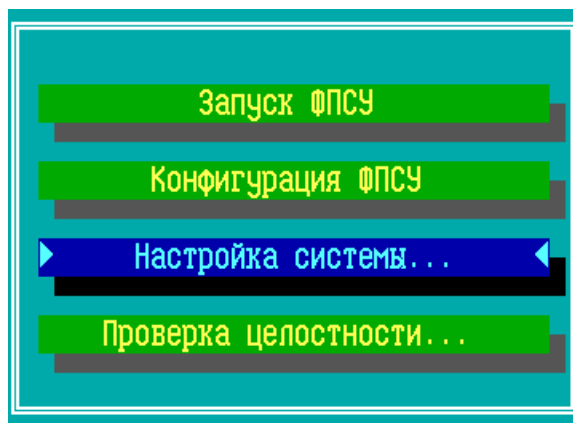 Запуск ФПСУ
Конфигурация ФПСУ
Настройка системы...
Проверка целостности...